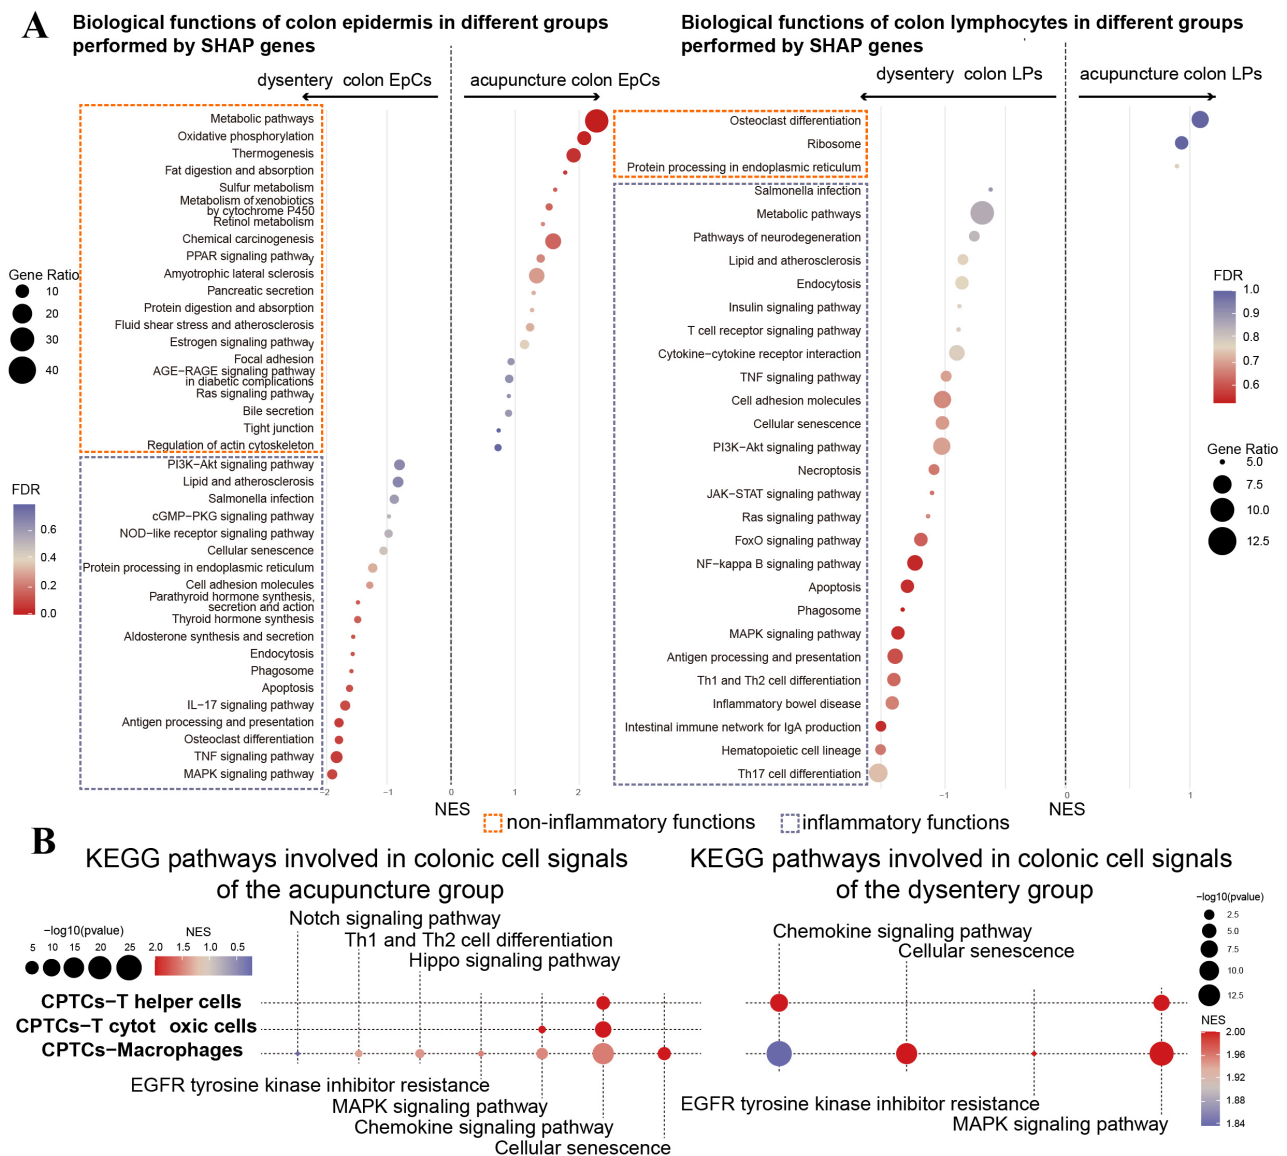 A
Biological functions of colon epidermis in different groups
performed by SHAP genes
dysentery colon EpCs
acupuncture colon EpCs
Metabolic pathways
Oxidative phosphorylation
Thermogenesis
Fat digestion and absorption
Sulfur metabolism
Metabolism of xenobiotics
by cytochrome P450
Retinol metabolism
Chemical carcinogenesis
PPAR signaling pathway
Amyotrophic lateral sclerosis
Pancreatic secretion
Protein digestion and absorption
Fluid shear stress and atherosclerosis
Estrogen signaling pathway
Focal adhesion
AGE−RAGE signaling pathway
in diabetic complications
Ras signaling pathway
Bile secretion
Tight junction
Regulation of actin cytoskeleton
PI3K−Akt signaling pathway
Lipid and atherosclerosis
Salmonella infection
cGMP−PKG signaling pathway
NOD−like receptor signaling pathway
Cellular senescence
Protein processing in endoplasmic reticulum
Cell adhesion molecules
Parathyroid hormone synthesis,
secretion and action
Thyroid hormone synthesis
Aldosterone synthesis and secretion
Endocytosis
Phagosome
Apoptosis
IL−17 signaling pathway
Antigen processing and presentation
Osteoclast differentiation
TNF signaling pathway
MAPK signaling pathway
Gene Ratio
10
20
30
40
FDR
0.6
0.4
0.2
0.0
−2
−1
0
1
2
NES
Biological functions of colon lymphocytes in different groups
performed by SHAP genes
dysentery colon LPs
acupuncture colon LPs
Osteoclast differentiation
Ribosome
Protein processing in endoplasmic reticulum
Salmonella infection
Metabolic pathways
Pathways of neurodegeneration
Lipid and atherosclerosis
Endocytosis
Insulin signaling pathway
T cell receptor signaling pathway
Cytokine−cytokine receptor interaction
TNF signaling pathway
Cell adhesion molecules
Cellular senescence
PI3K−Akt signaling pathway
Necroptosis
JAK−STAT signaling pathway
Ras signaling pathway
FoxO signaling pathway
NF−kappa B signaling pathway
Apoptosis
Phagosome
MAPK signaling pathway
Antigen processing and presentation
Th1 and Th2 cell differentiation
Inflammatory bowel disease
Intestinal immune network for IgA production
Hematopoietic cell lineage
Th17 cell differentiation
FDR
1.0
0.9
0.8
0.7
0.6
Gene Ratio
5.0
7.5
10.0
12.5
−1
0
1
NES
non-inflammatory functions
inflammatory functions
B
KEGG pathways involved in colonic cell signals
of the acupuncture group
−log10(pvalue)
5 10 15 20 25
NES
2.0 1.5 1.0 0.5
Notch signaling pathway
Th1 and Th2 cell differentiation
Hippo signaling pathway
CPTCs−T helper cells
CPTCs−T cytot oxic cells
CPTCs−Macrophages
EGFR tyrosine kinase inhibitor resistance
MAPK signaling pathway
Chemokine signaling pathway
Cellular senescence
KEGG pathways involved in colonic cell signals
of the dysentery group
Chemokine signaling pathway
Cellular senescence
EGFR tyrosine kinase inhibitor resistance
MAPK signaling pathway
−log10(pvalue)
2.5
5.0
7.5
10.0
12.5
NES
2.00
1.96
1.92
1.88
1.84